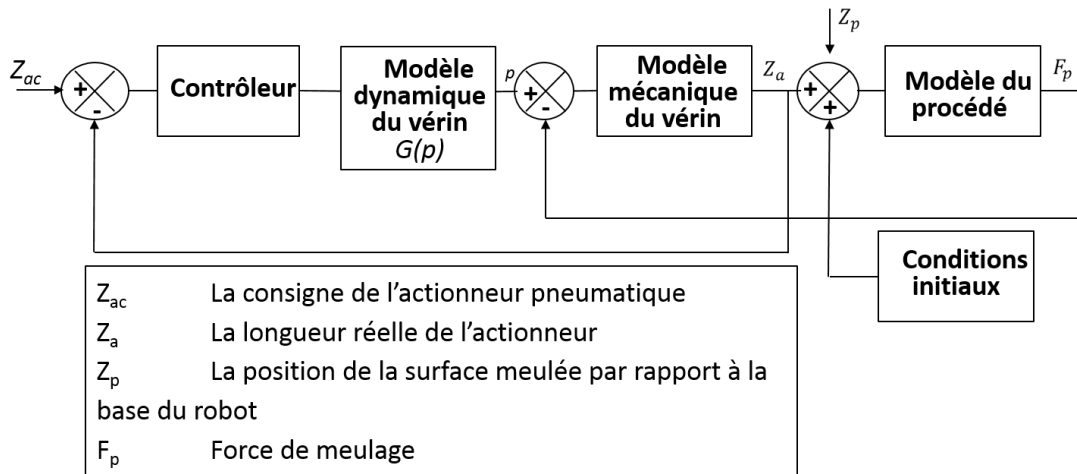 Z_p
Z_ac
+
-
Contrôleur
Modèle
dynamique
du vérin
G(p)
p
+
-
Modèle
mécanique
du vérin
Z_a
+
+
Modèle du
procédé
F_p
Conditions
initiaux
Z_ac La consigne de l’actionneur pneumatique
Z_a La longueur réelle de l’actionneur
Z_p La position de la surface meulée par rapport à la
base du robot
F_p Force de meulage